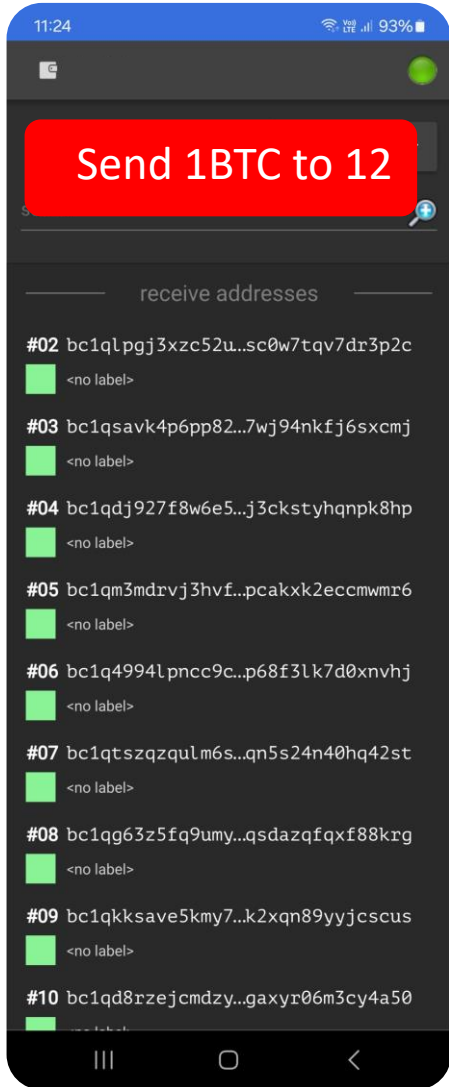 11:24 Vo) LTE 93%
Send 1BTC to 12
receive addresses
#02 bc1qlpgj3xzc52u…sc0w7tqv7dr3p2c
<no label>
#03 bc1qsavk4p6pp82…7wj94nkfj6sxcmj
<no label>
#04 bc1qdj927f8w6e5…j3ckstyhqnpk8hp
<no label>
#05 bc1qm3mdrvj3hvf…pcakxk2eccmwmr6
<no label>
#06 bc1q4994lpncc9c…p68f3lk7d0xnvhj
<no label>
#07 bc1qtszqzqulm6s…qn5s24n40hq42st
<no label>
#08 bc1qg63z5fq9umy…qsdazqfqxf88krg
<no label>
#09 bc1qkksave5kmy7…k2xqn89yyjcscus
<no label>
#10 bc1qd8rzejcmdzy…gaxyr06m3cy4a50